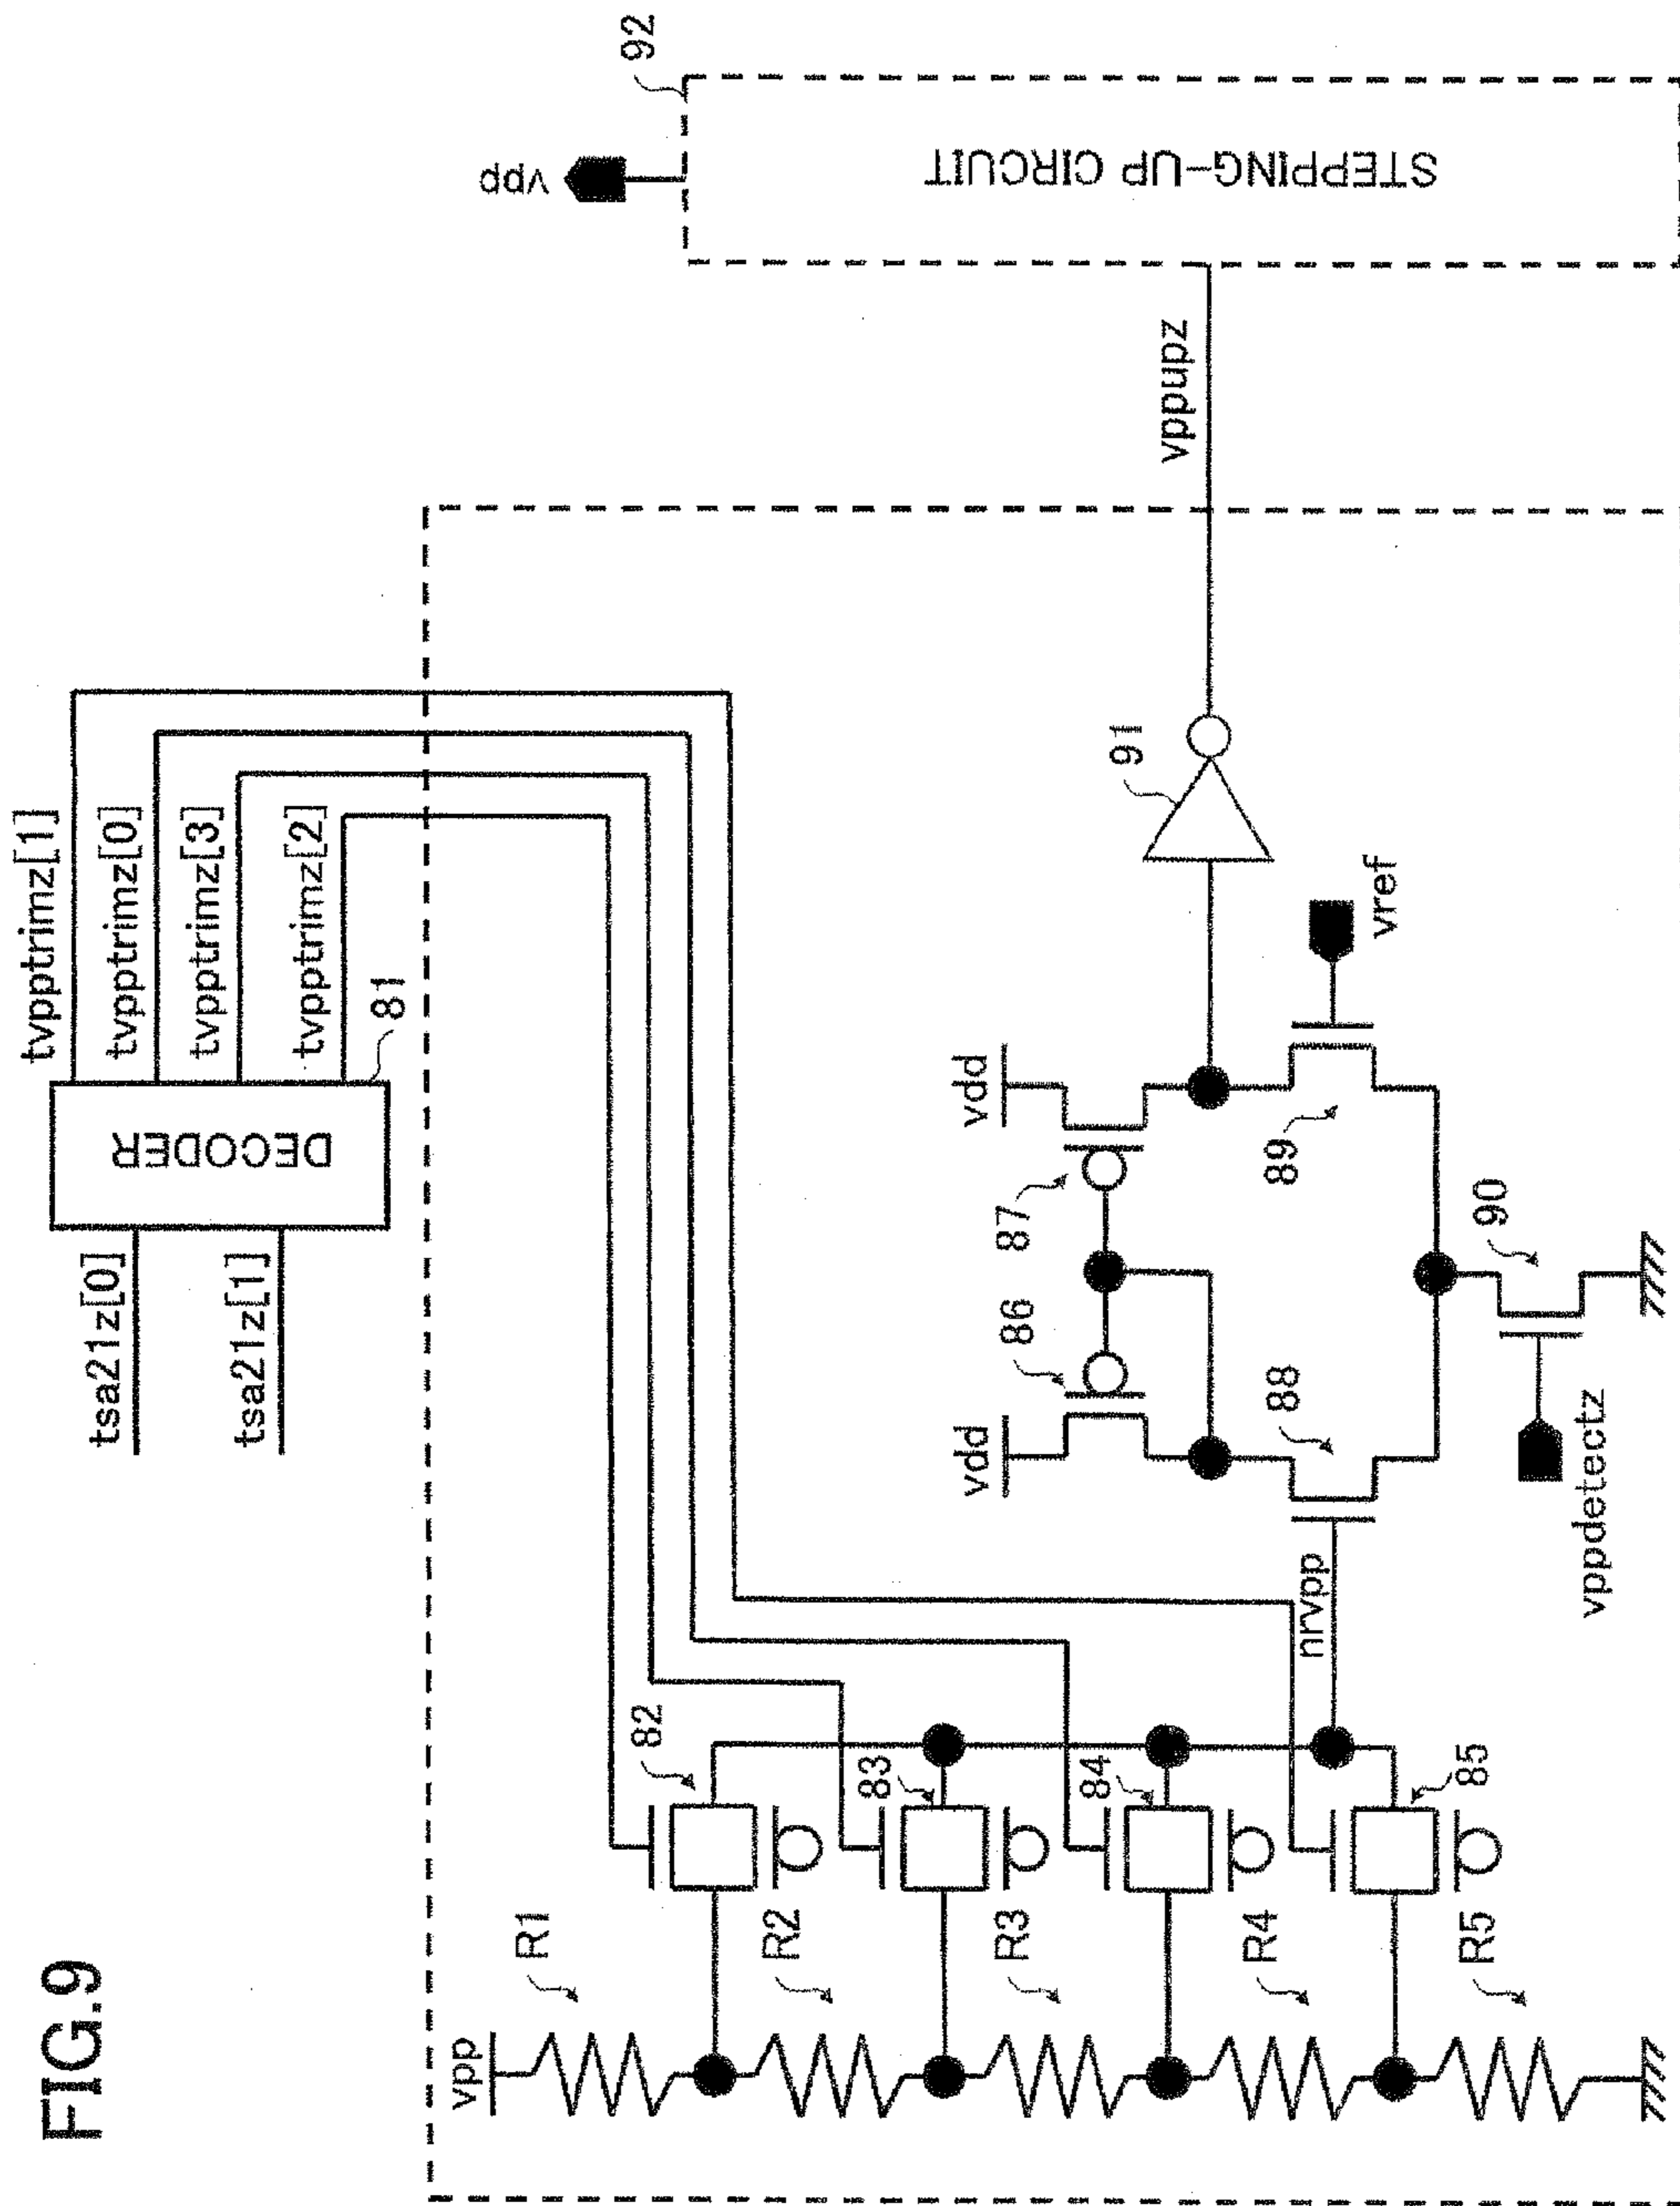 FIG.9
tsa21z[0]
tsa21z[1]
DECODER
81
tvpptrimz[1]
tvpptrimz[0]
tvpptrimz[3]
tvpptrimz[2]
vpp
R1
R2
R3
R4
R5
82
83
84
85
nrvpp
vdd
86
87
vdd
88
89
vref
90
vppdetectz
91
vppupz
vpp
92
STEPPING-UP CIRCUIT